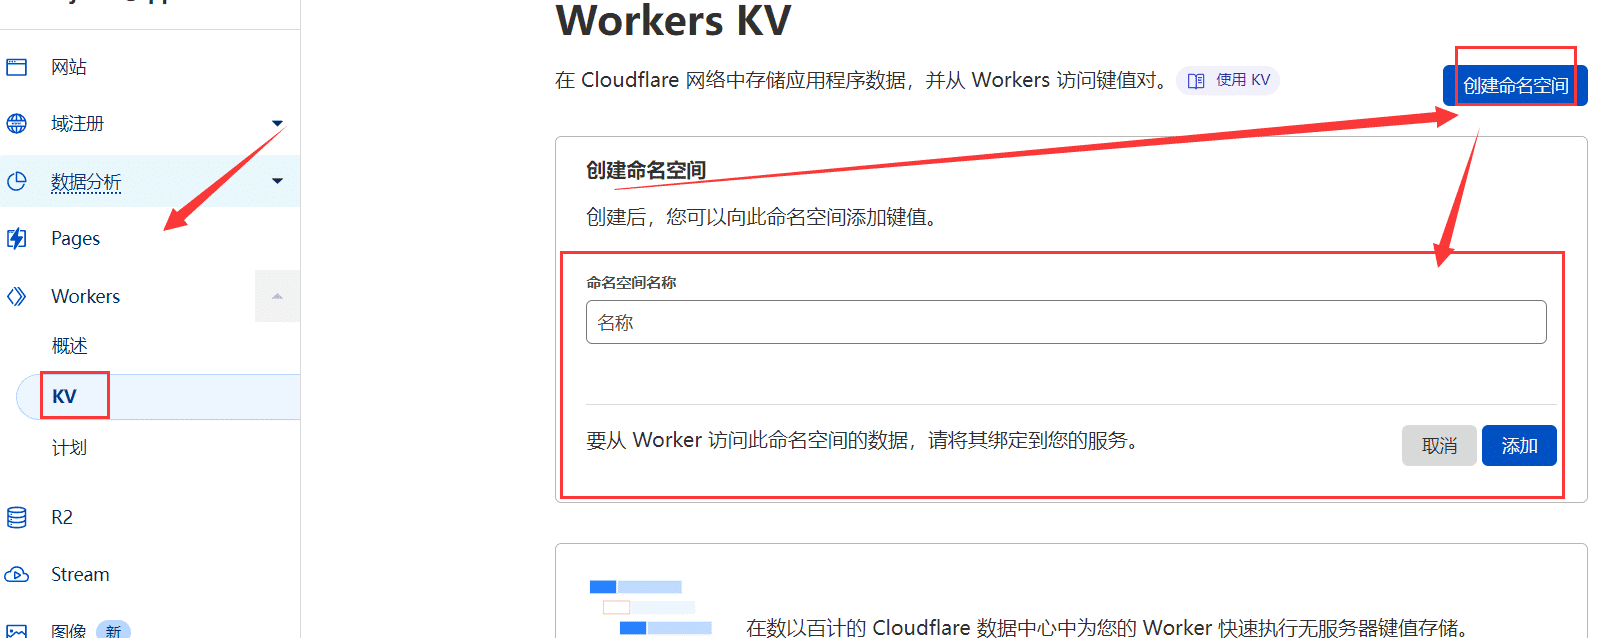 网站
域注册
数据分析
Pages
Workers
概述
KV
计划
R2
Stream
图像 新
Workers KV
在 Cloudflare 网络中存储应用程序数据，并从 Workers 访问键值对。 使用 KV
创建命名空间
创建命名空间
创建后，您可以向此命名空间添加键值。
命名空间名称
名称
要从 Worker 访问此命名空间的数据，请将其绑定到您的服务。
取消 添加
在数以百计的 Cloudflare 数据中心中为您的 Worker 快速执行无服务器键值存储。